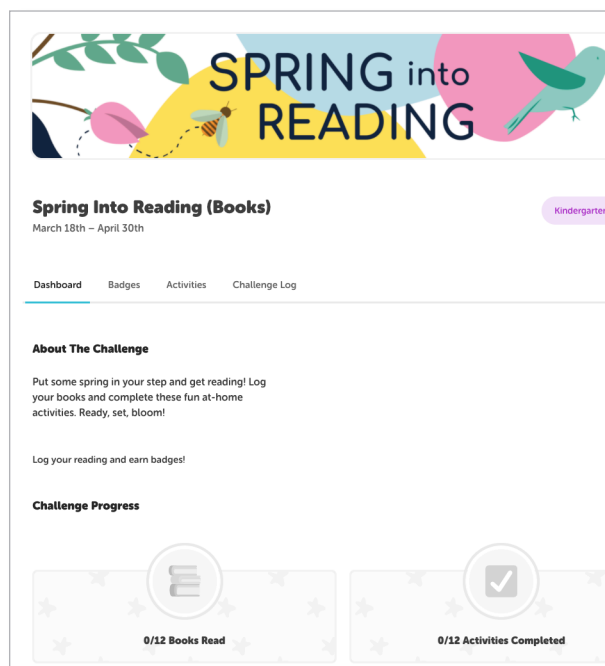 SPRING into
READING
Spring Into Reading (Books)
March 18th – April 30th
Kindergarten
Dashboard Badges Activities Challenge Log
About The Challenge
Put some spring in your step and get reading! Log
your books and complete these fun at-home
activities. Ready, set, bloom!
Log your reading and earn badges!
Challenge Progress
0/12 Books Read 0/12 Activities Completed